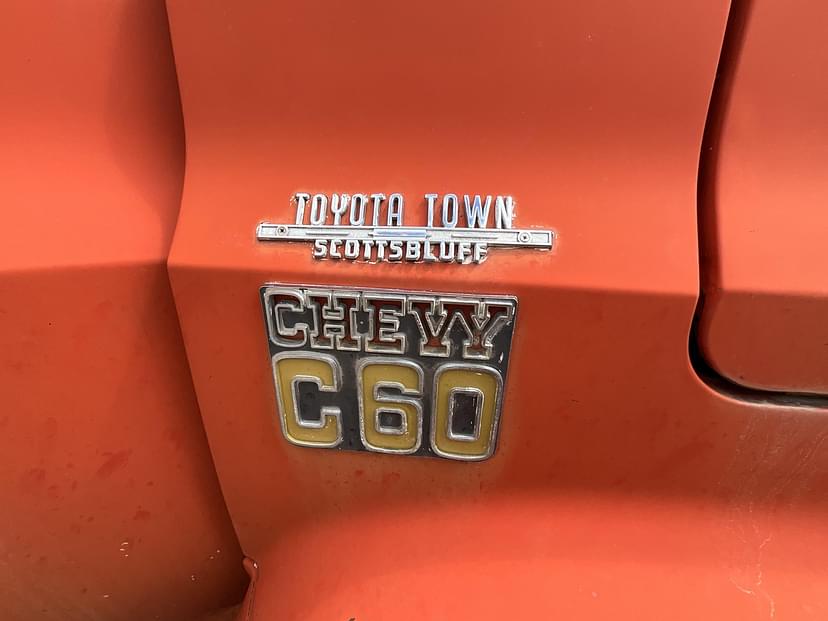 TOYOTA TOWN
SCOTTSBLUFF
CHEVY
C60